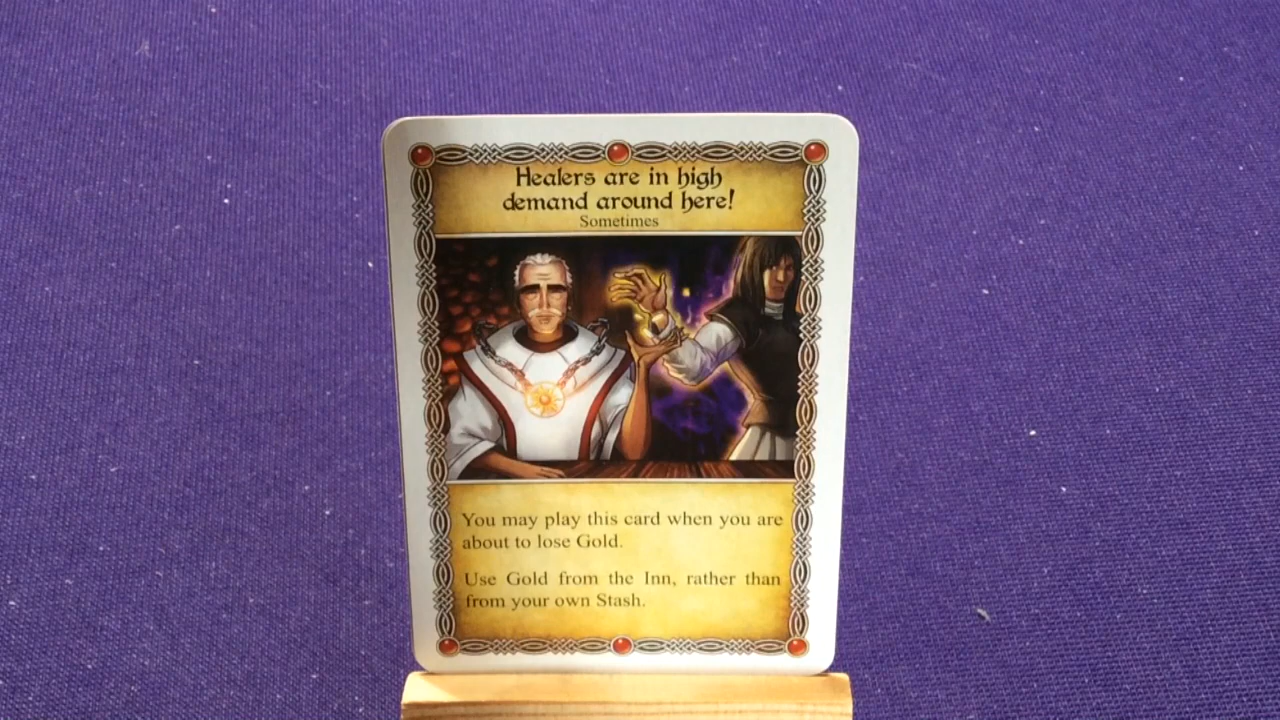 Healers are in high
demand around here!
Sometimes
You may play this card when you are
about to lose Gold.
Use Gold from the Inn, rather than
from your own Stash.